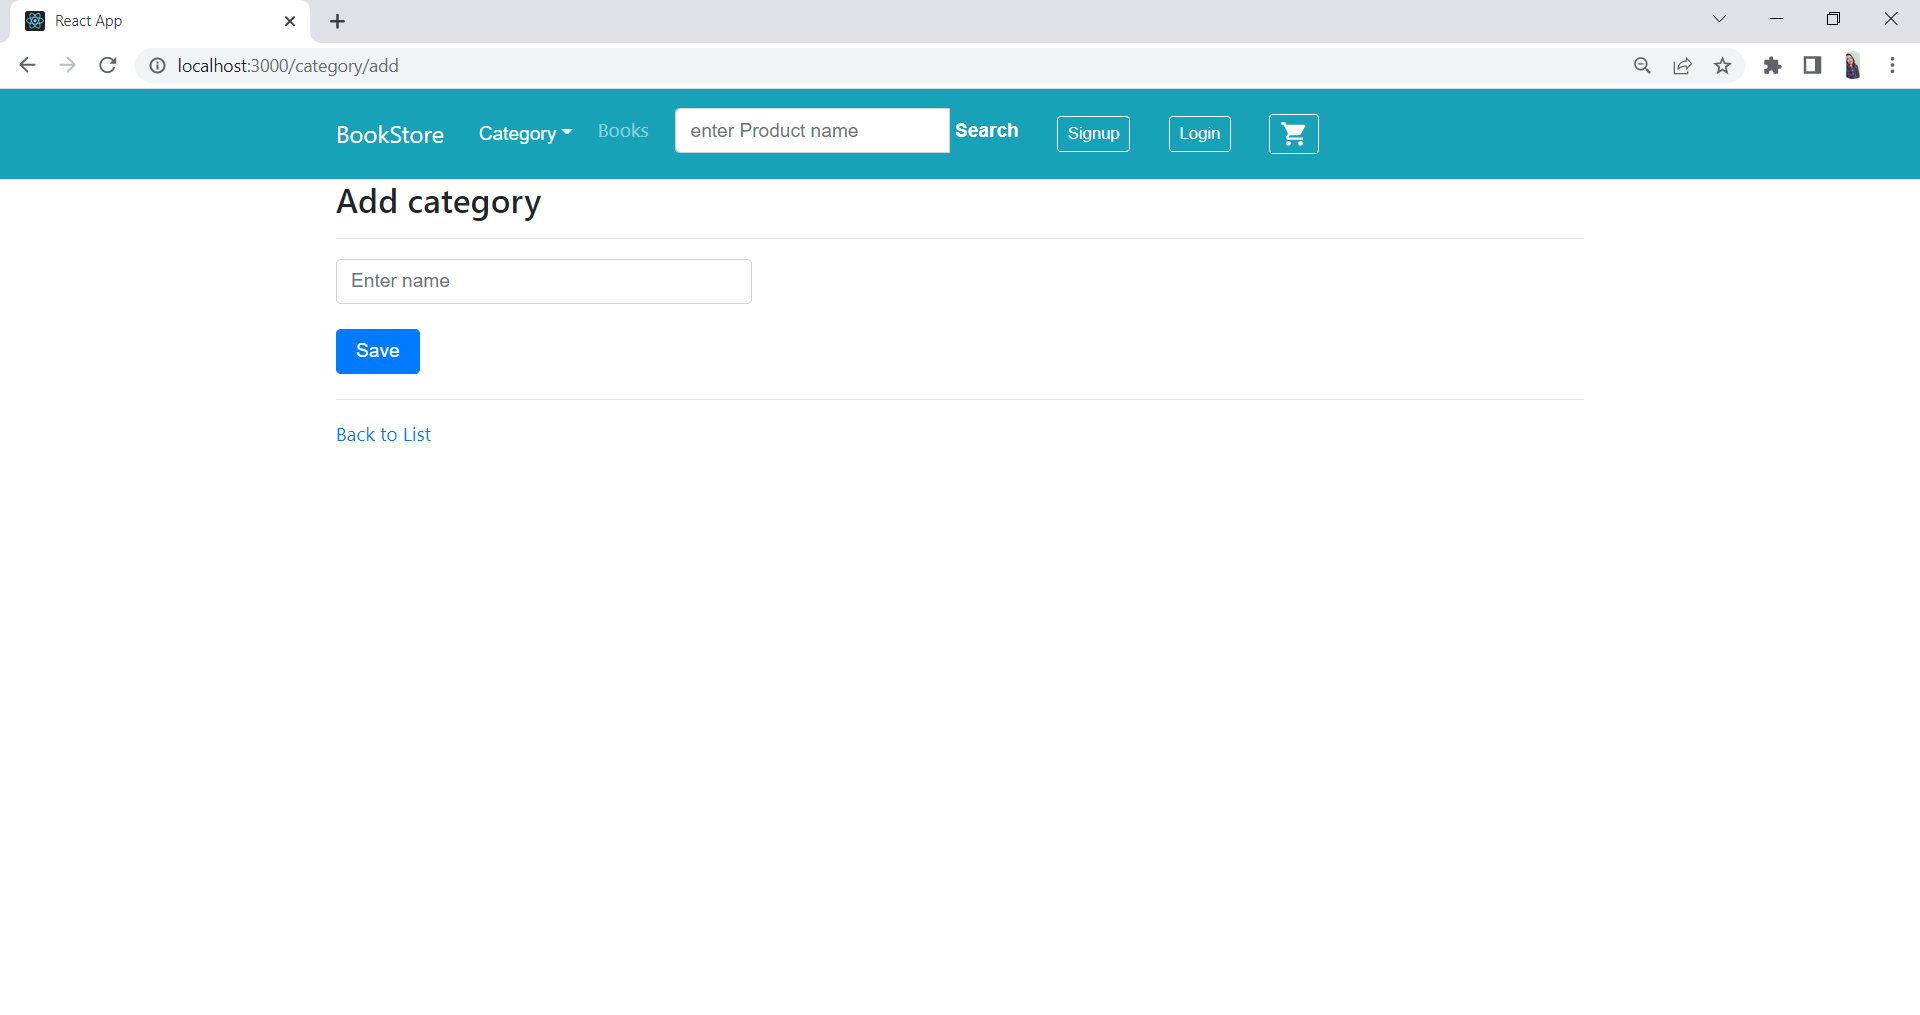 React App
localhost:3000/category/add
BookStore Category Books enter Product name Search Signup Login
Add category
Enter name
Save
Back to List